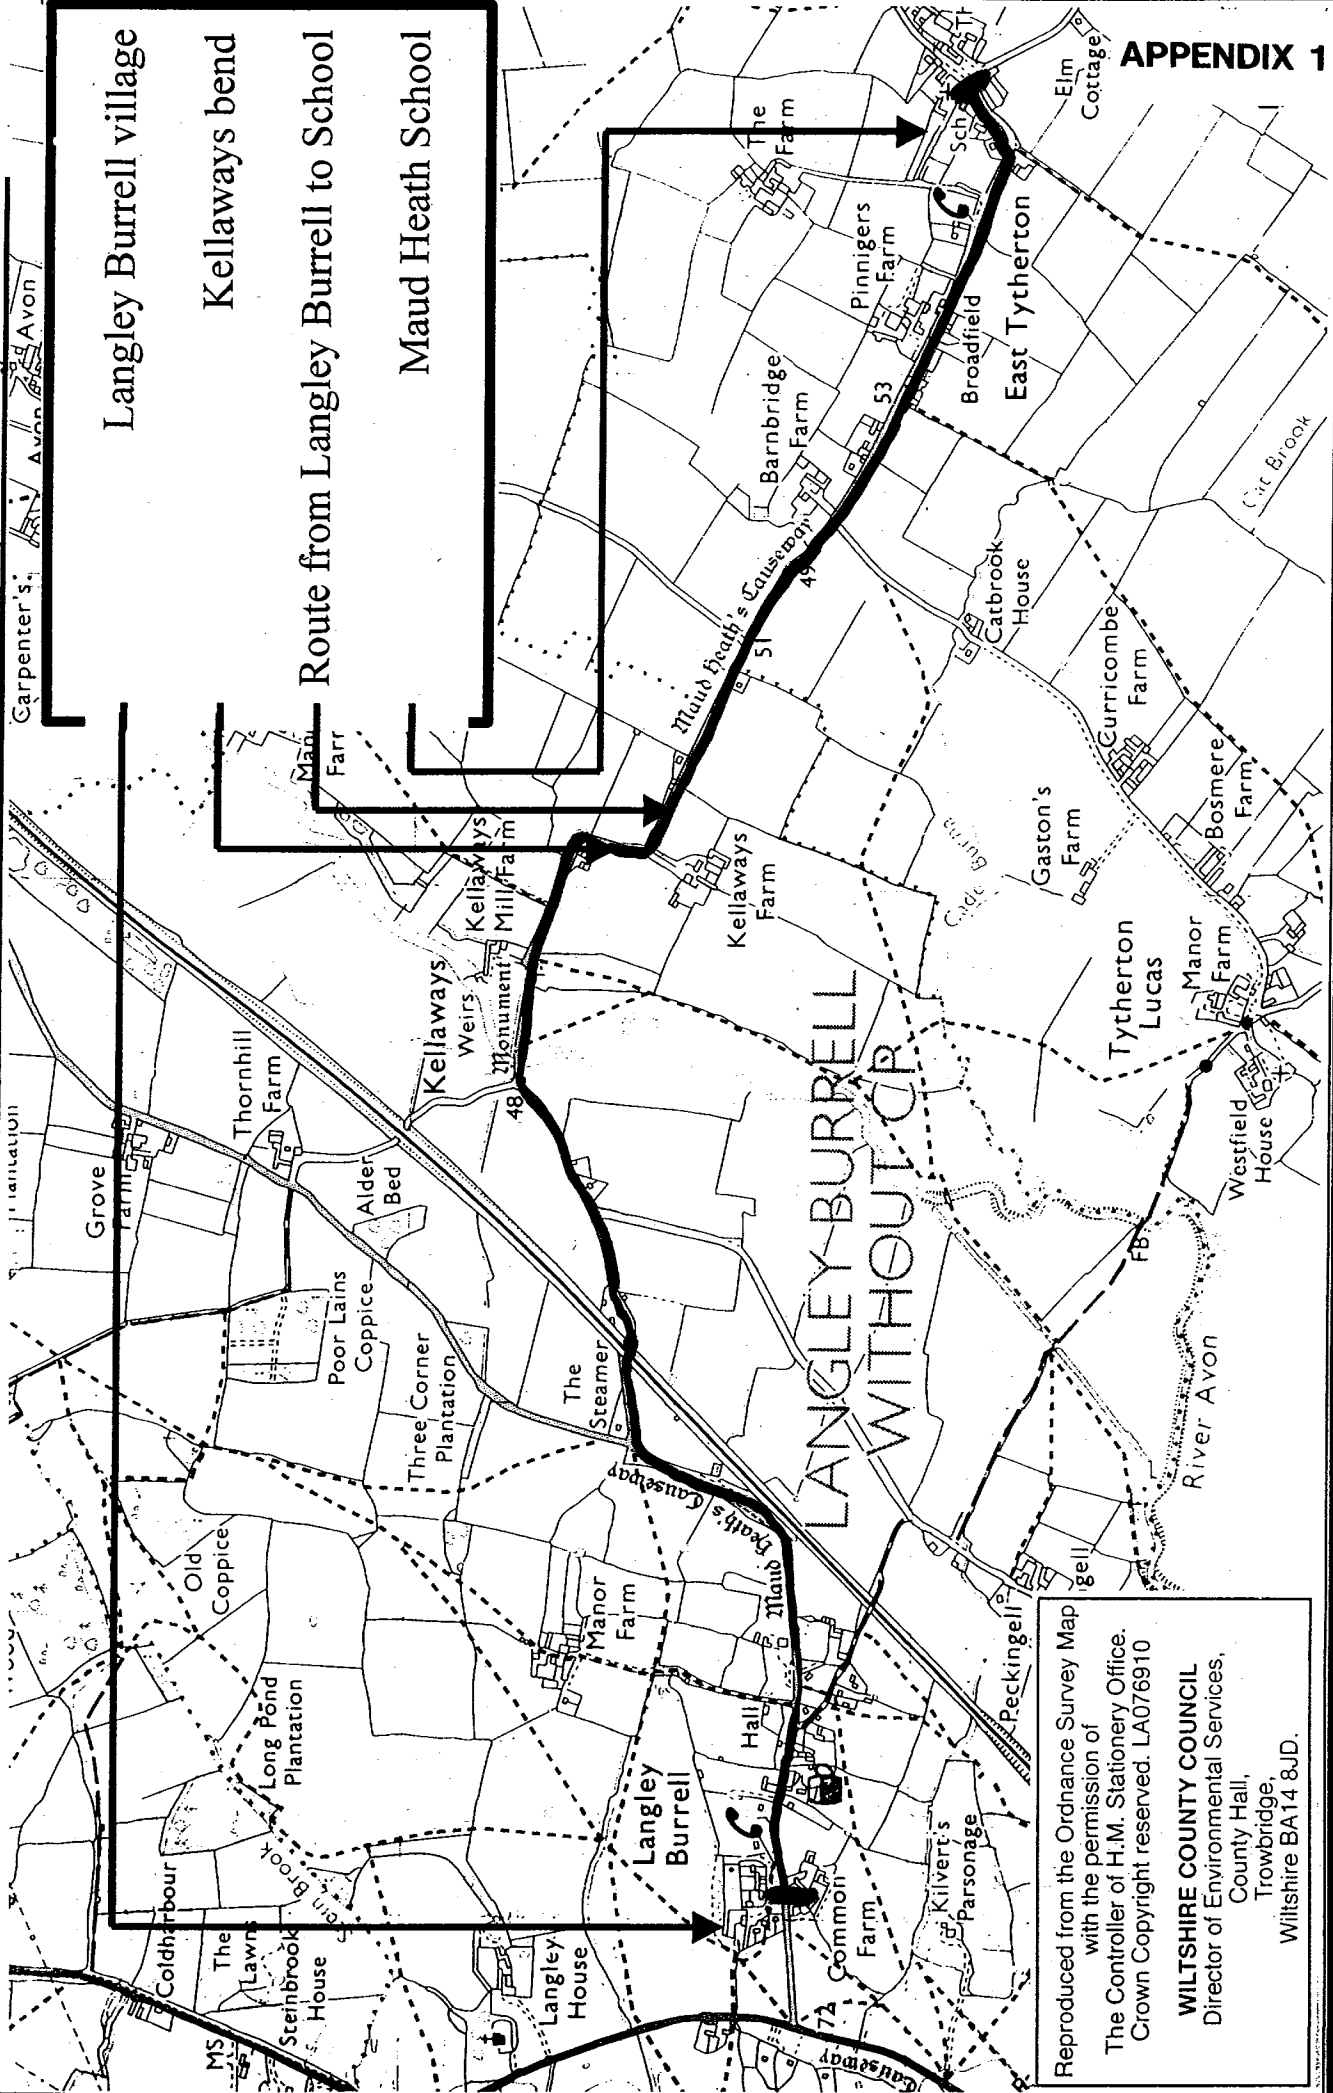 APPENDIX 1
Langley Burrell village
Kellaways bend
Route from Langley Burrell to School
Maud Heath School
Carpenter's
Avon
Avon
Grove
Farm
Thornhill
Farm
Alder
Bed
Poor Lains
Coppice
Three Corner
Plantation
The
Steamer
Old
Coppice
Long Pond
Plantation
Coldharbour
The
Lawns
Steinbrook
House
Stein Brook
MS
Langley
House
Manor
Farm
Langley
Burrell
Hall
Common
Farm
Kilvert's
Parsonage
72
Causeway
Maud Heath's Causeway
Peckingell
LANGLEY BURRELL
WITHOUT CP
River Avon
FB
Westfield
House
Tytherton
Lucas
Manor
Farm
Bosmere
Farm
Gaston's
Farm
Curricombe
Farm
Catbrook
House
Cat Brook
Kellaways
Weirs
Monument
48
Kellaways
Mill Farm
Kellaways
Farm
Maud Heath's Causeway
51
49
Barnbridge
Farm
53
Pinnigers
Farm
Broadfield
East Tytherton
The
Farm
Sch
Elm
Cottage
Reproduced from the Ordnance Survey Map
with the permission of
The Controller of H.M. Stationery Office.
Crown Copyright reserved. LA076910
WILTSHIRE COUNTY COUNCIL
Director of Environmental Services,
County Hall,
Trowbridge,
Wiltshire BA14 8JD.